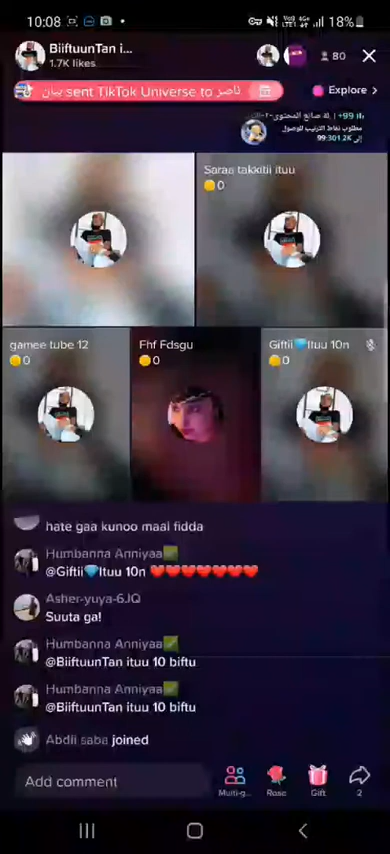 10:08
18%
BiiftuunTan i...
1.7K likes
80
ناصر sent TikTok Universe to بيبان
Explore >
Saraa takkitii ituu
0
gamee tube 12
0
Fhf Fdsgu
0
Giftii💎Ituu 10n
0
hate gaa kunoo maal fidda
Humbanna Anniyaa✅
@Giftii💎Ituu 10n ❤️❤️❤️❤️❤️❤️❤️
Asher-yuya-6JQ
Suuta ga!
Humbanna Anniyaa✅
@BiiftuunTan ituu 10 biftu
Humbanna Anniyaa✅
@BiiftuunTan ituu 10 biftu
Abdii saba joined
Add comment
Multi-g...
Rose
Gift
2